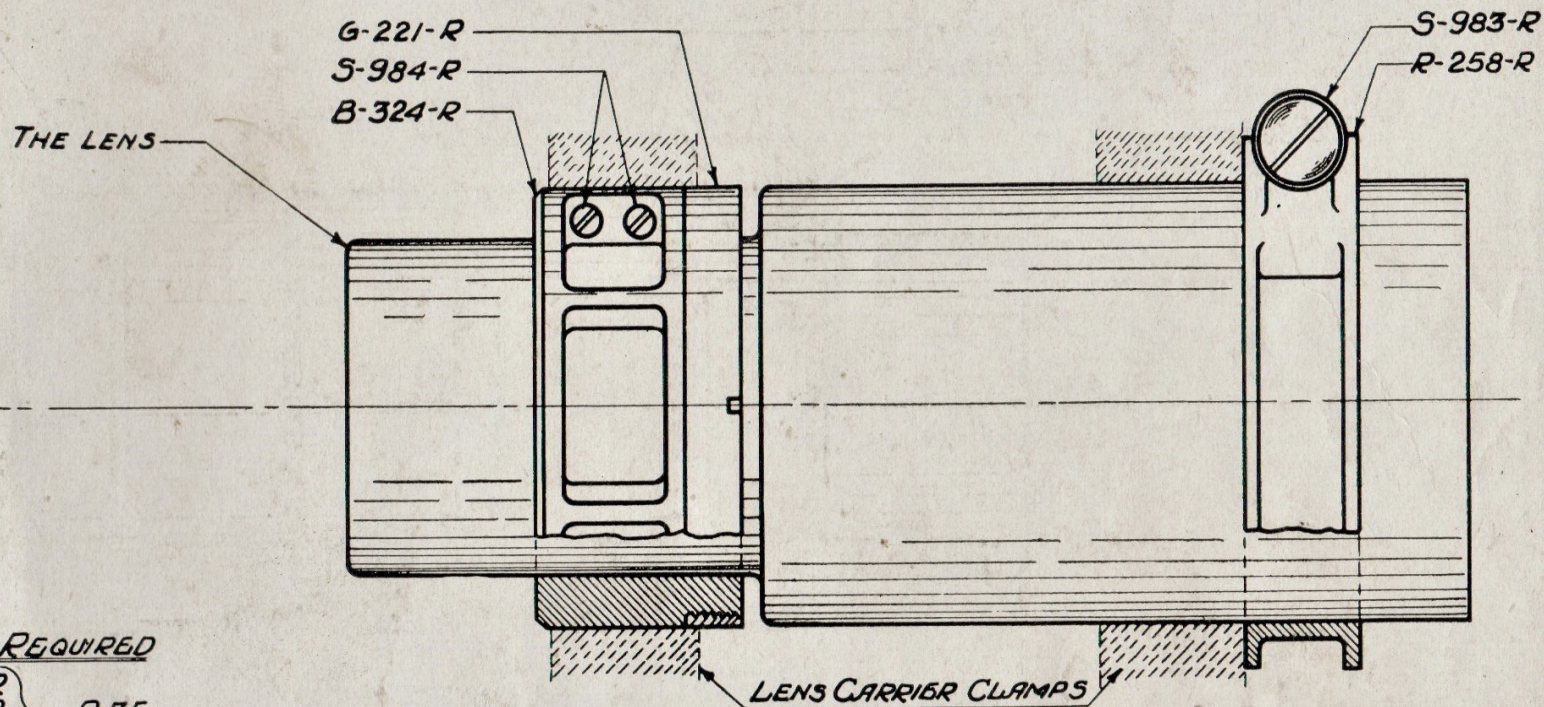 G-221-R
S-984-R
B-324-R
THE LENS
S-983-R
R-258-R
REQUIRED
LENS CARRIER CLAMPS